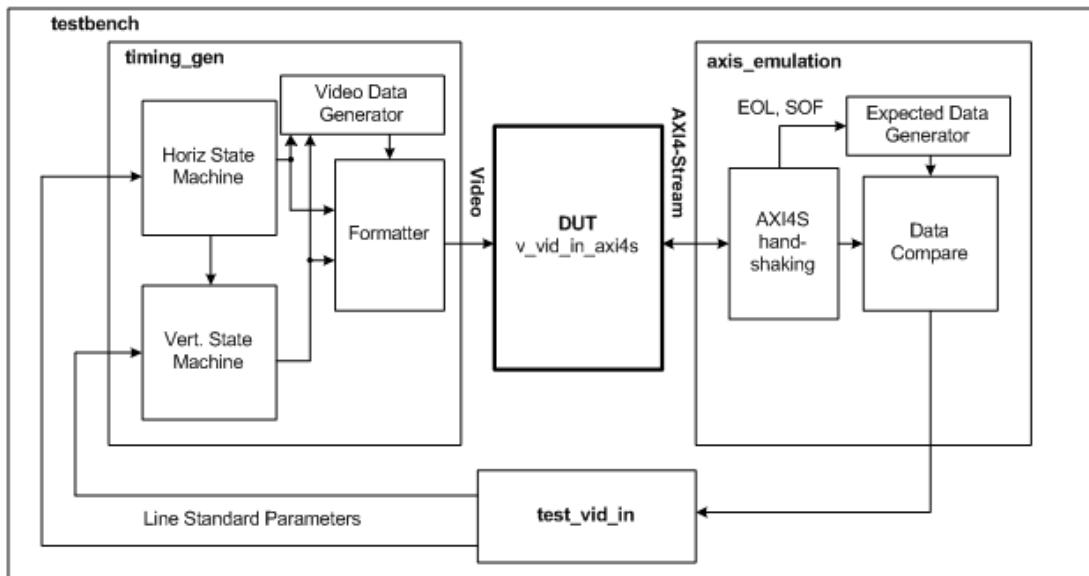 testbench
timing_gen
Video Data
Generator
Horiz State
Machine
Formatter
Vert. State
Machine
Video
DUT
v_vid_in_axi4s
AXI4-Stream
axis_emulation
EOL, SOF
Expected Data
Generator
AXI4S
hand-
shaking
Data
Compare
Line Standard Parameters
test_vid_in